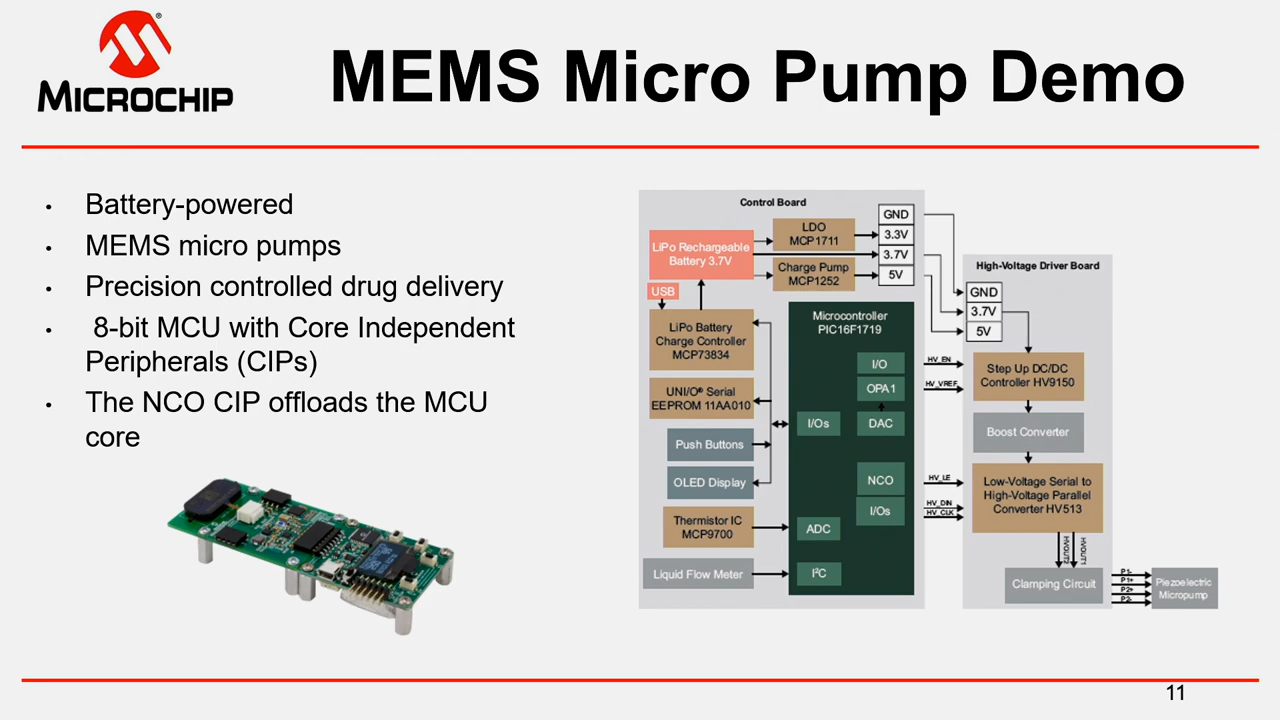 MICROCHIP
MEMS Micro Pump Demo
• Battery-powered
• MEMS micro pumps
• Precision controlled drug delivery
• 8-bit MCU with Core Independent
Peripherals (CIPs)
• The NCO CIP offloads the MCU
core
Control Board
LiPo Rechargeable
Battery 3.7V
USB
LDO
MCP1711
Charge Pump
MCP1252
GND
3.3V
3.7V
5V
LiPo Battery
Charge Controller
MCP73834
UNI/O® Serial
EEPROM 11AA010
Push Buttons
OLED Display
Thermistor IC
MCP9700
Liquid Flow Meter
Microcontroller
PIC16F1719
I/O
OPA1
I/Os
DAC
NCO
I/Os
ADC
I²C
HV_EN
HV_VREF
HV_LE
HV_DIN
HV_CLK
High-Voltage Driver Board
GND
3.7V
5V
Step Up DC/DC
Controller HV9150
Boost Converter
Low-Voltage Serial to
High-Voltage Parallel
Converter HV513
HVOUT2
HVOUT1
Clamping Circuit
P1-
P1+
P2+
P2-
Piezoelectric
Micropump
11